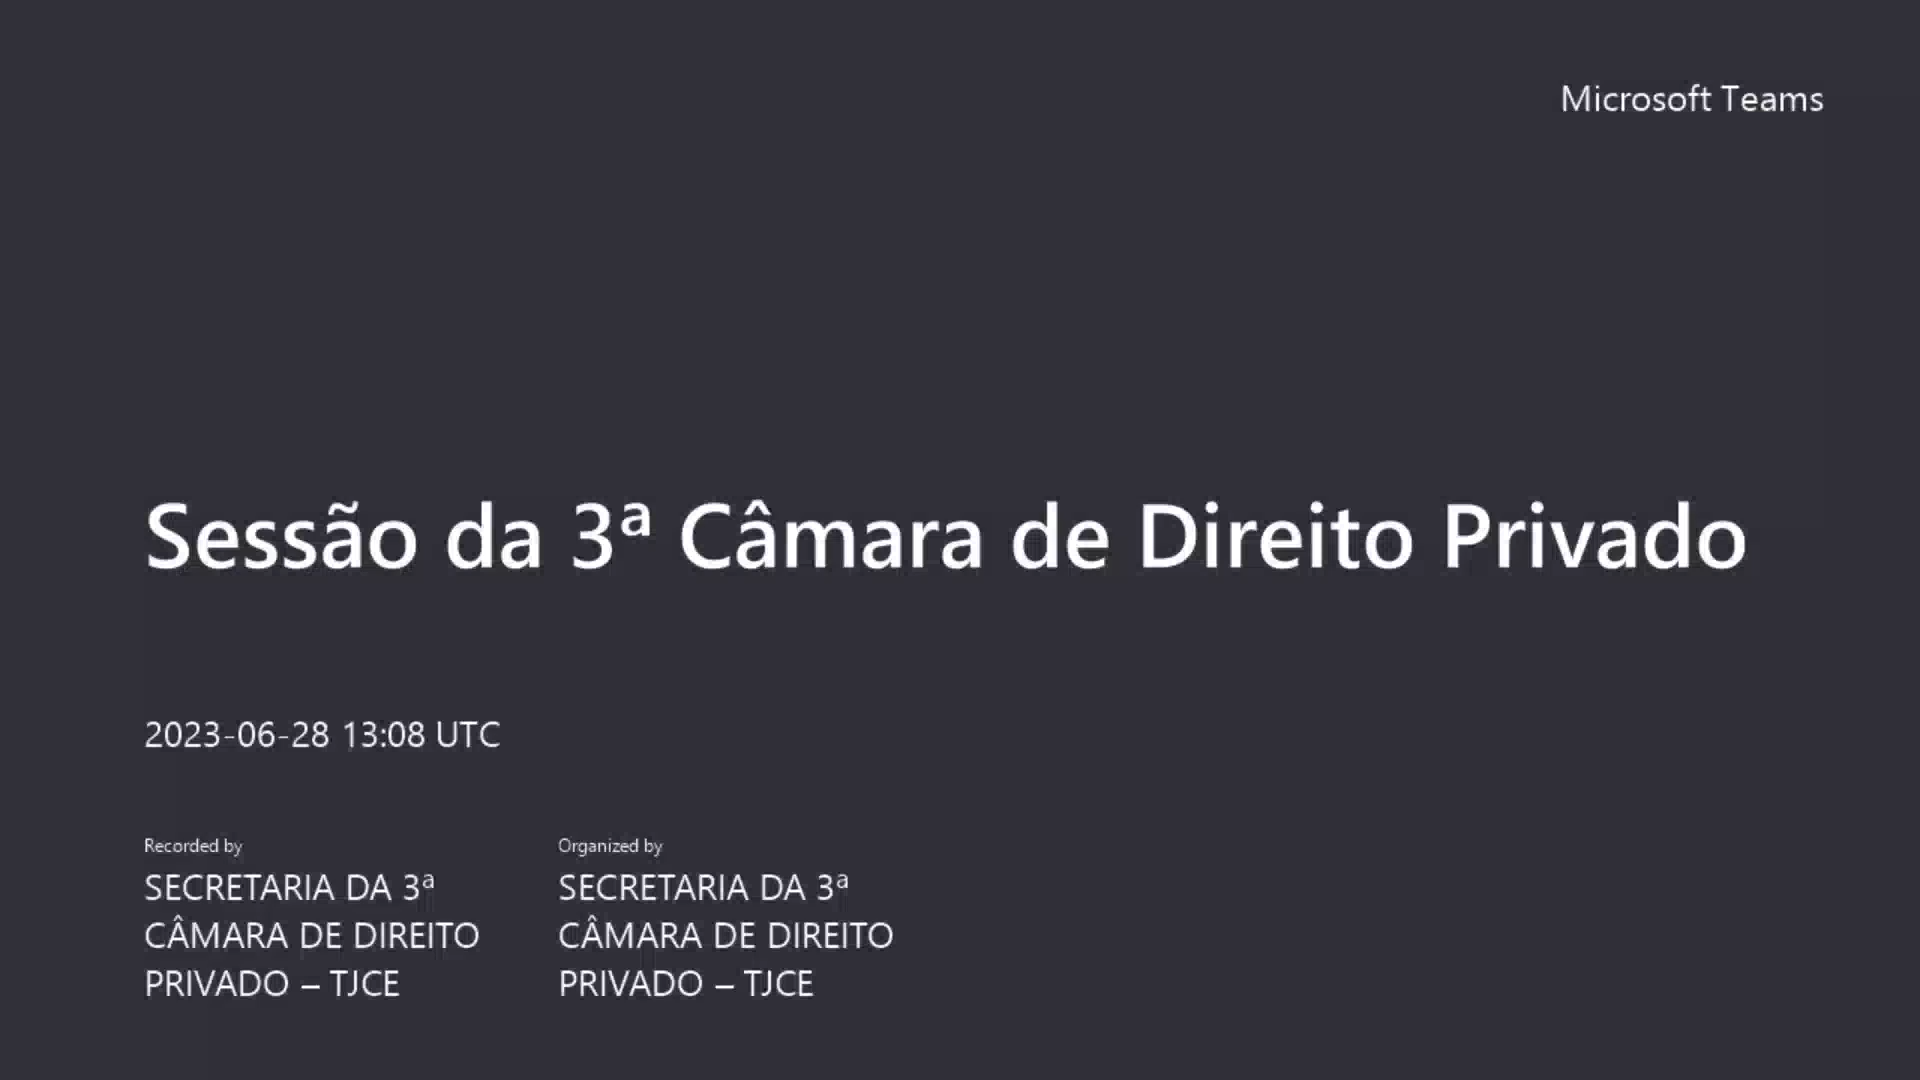 Microsoft Teams
Sessão da 3ª Câmara de Direito Privado
2023-06-28 13:08 UTC
Recorded by
SECRETARIA DA 3ª
CÂMARA DE DIREITO
PRIVADO – TJCE
Organized by
SECRETARIA DA 3ª
CÂMARA DE DIREITO
PRIVADO – TJCE